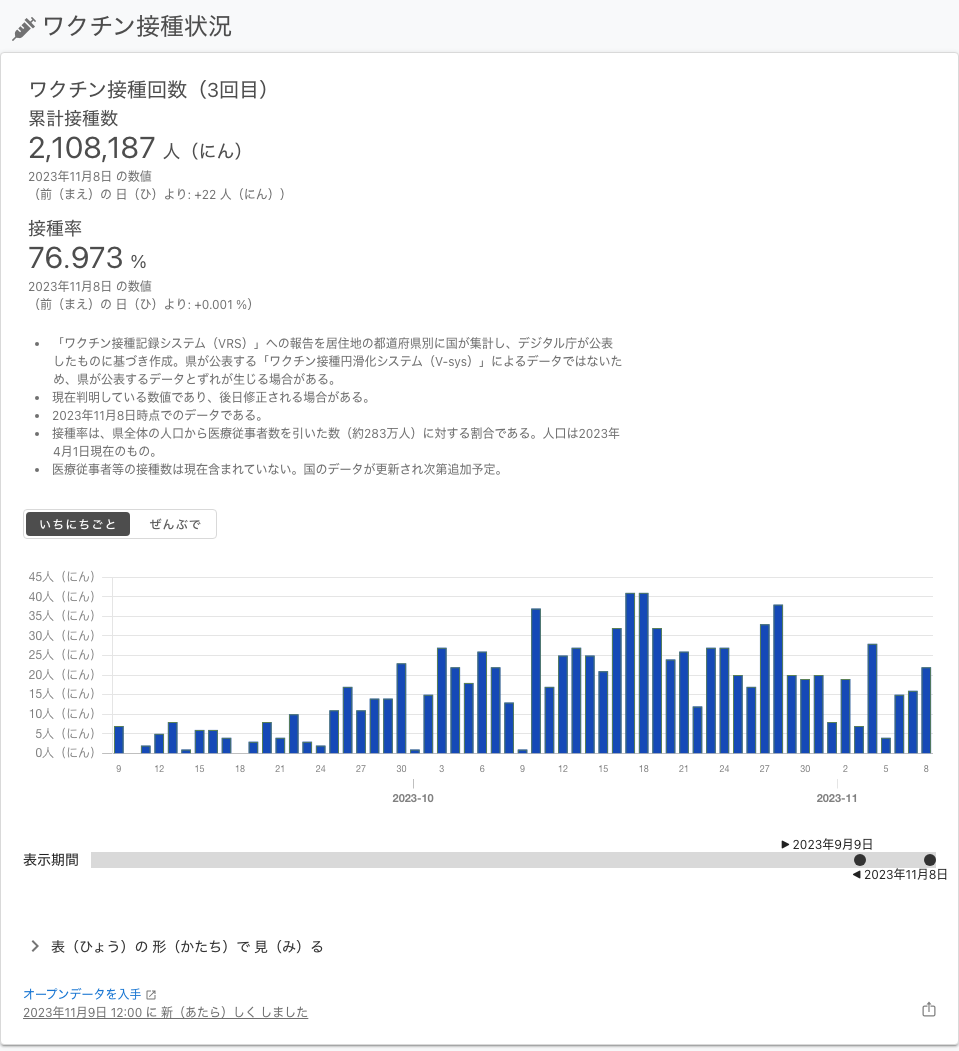 ワクチン接種状況
ワクチン接種回数（3回目）
累計接種数
2,108,187 人（にん）
2023年11月8日 の数値
（前（まえ）の 日（ひ）より: +22 人（にん））
接種率
76.973 %
2023年11月8日 の数値
（前（まえ）の 日（ひ）より: +0.001 %）
• 「ワクチン接種記録システム（VRS）」への報告を居住地の都道府県別に国が集計し、デジタル庁が公表
したものに基づき作成。県が公表する「ワクチン接種円滑化システム（V-sys）」によるデータではないた
め、県が公表するデータとずれが生じる場合がある。
• 現在判明している数値であり、後日修正される場合がある。
• 2023年11月8日時点でのデータである。
• 接種率は、県全体の人口から医療従事者数を引いた数（約283万人）に対する割合である。人口は2023年
4月1日現在のもの。
• 医療従事者等の接種数は現在含まれていない。国のデータが更新され次第追加予定。
いちにちごと ぜんぶで
45人（にん）
40人（にん）
35人（にん）
30人（にん）
25人（にん）
20人（にん）
15人（にん）
10人（にん）
5人（にん）
0人（にん）
9 12 15 18 21 24 27 30 3 6 9 12 15 18 21 24 27 30 2 5 8
2023-10 2023-11
▶ 2023年9月9日
表示期間
◀ 2023年11月8日
表（ひょう）の 形（かたち）で 見（み）る
オープンデータを入手
2023年11月9日 12:00 に 新（あたら）しく しました